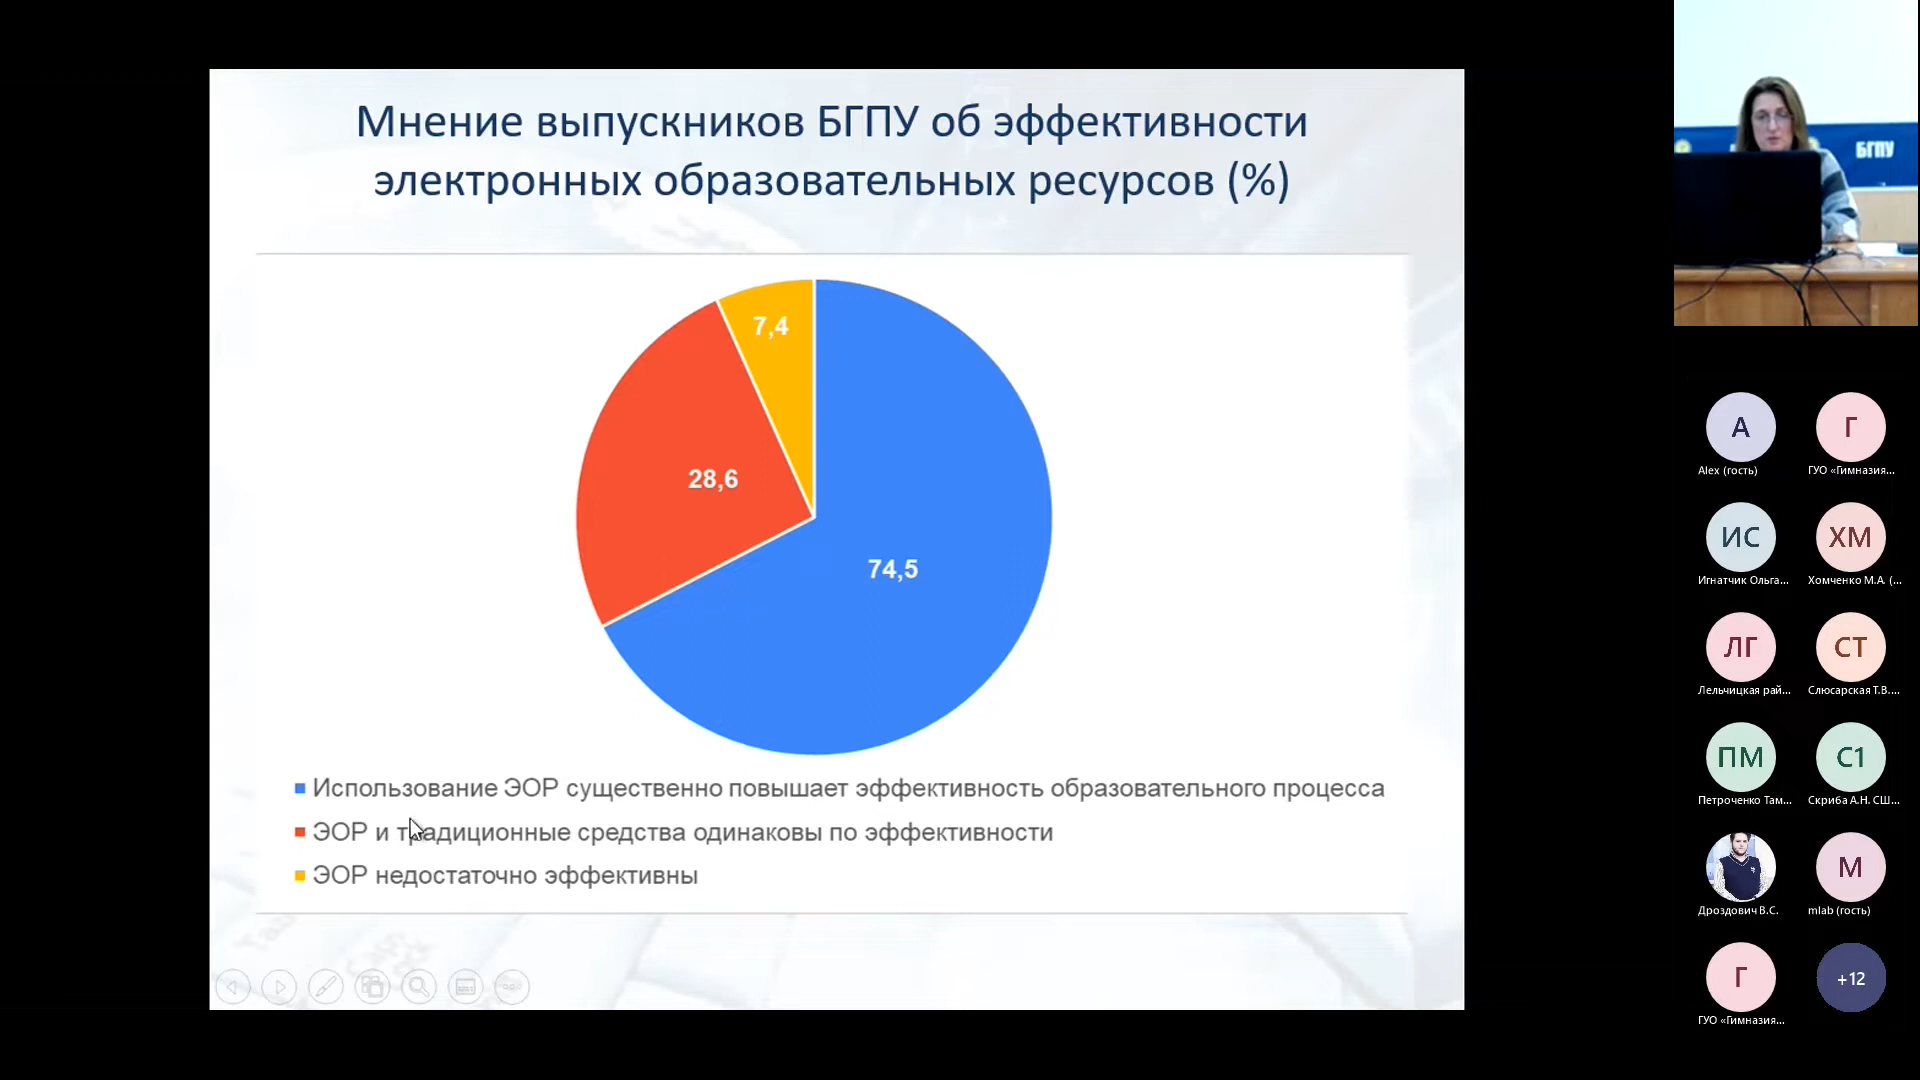 Мнение выпускников БГПУ об эффективности
электронных образовательных ресурсов (%)
7,4
28,6
74,5
Использование ЭОР существенно повышает эффективность образовательного процесса
ЭОР и традиционные средства одинаковы по эффективности
ЭОР недостаточно эффективны
БГПУ
А
Alex (гость)
Г
ГУО «Гимназия...
ИС
Игнатчик Ольга...
ХМ
Хомченко М.А. (...
ЛГ
Лельчицкая рай...
СТ
Слюсарская Т.В....
ПМ
Петроченко Там...
С1
Скриба А.Н. СШ...
Дроздович В.С.
M
mlab (гость)
Г
ГУО «Гимназия...
+12